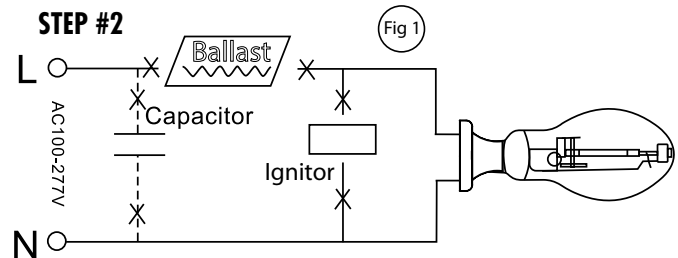 STEP #2
Fig 1
Ballast
L
Capacitor
AC100-277V
Ignitor
N